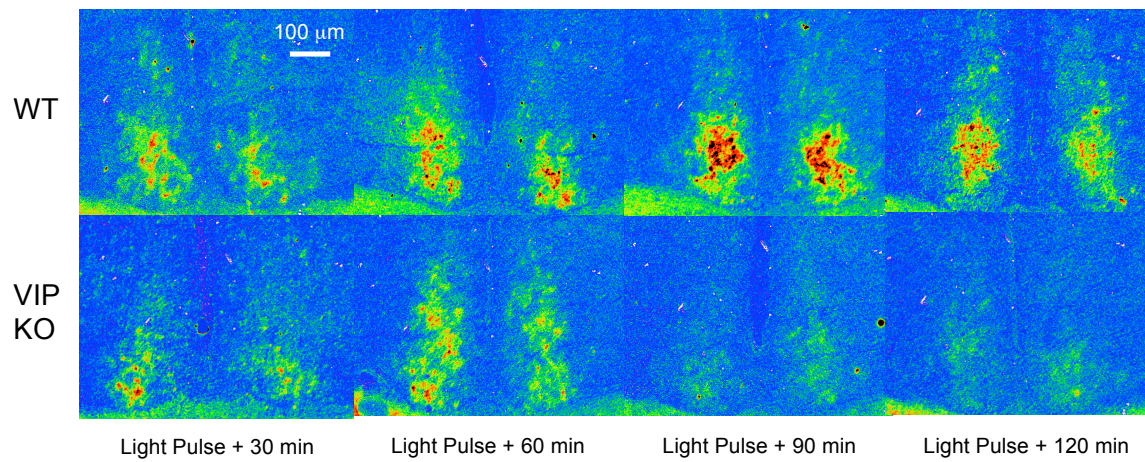 100 μm
WT
VIP
KO
Light Pulse + 30 min
Light Pulse + 60 min
Light Pulse + 90 min
Light Pulse + 120 min